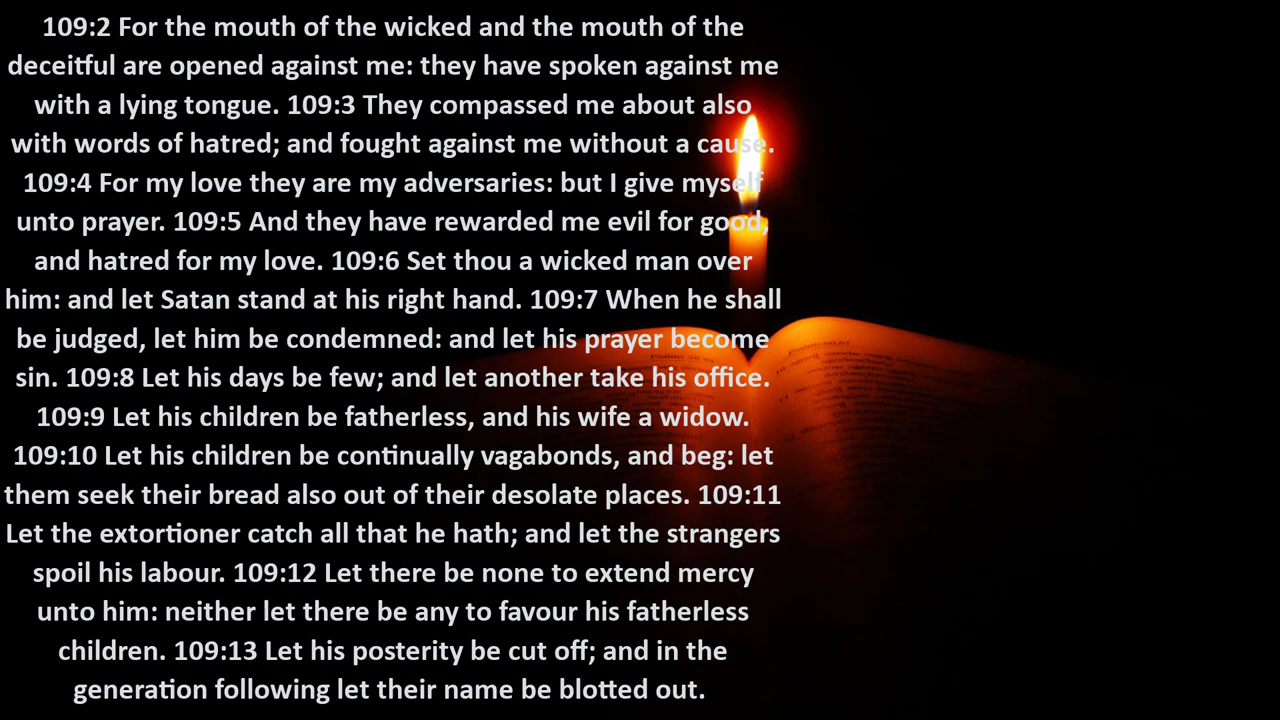 109:2 For the mouth of the wicked and the mouth of the
deceitful are opened against me: they have spoken against me
with a lying tongue. 109:3 They compassed me about also
with words of hatred; and fought against me without a cause.
109:4 For my love they are my adversaries: but I give myself
unto prayer. 109:5 And they have rewarded me evil for good,
and hatred for my love. 109:6 Set thou a wicked man over
him: and let Satan stand at his right hand. 109:7 When he shall
be judged, let him be condemned: and let his prayer become
sin. 109:8 Let his days be few; and let another take his office.
109:9 Let his children be fatherless, and his wife a widow.
109:10 Let his children be continually vagabonds, and beg: let
them seek their bread also out of their desolate places. 109:11
Let the extortioner catch all that he hath; and let the strangers
spoil his labour. 109:12 Let there be none to extend mercy
unto him: neither let there be any to favour his fatherless
children. 109:13 Let his posterity be cut off; and in the
generation following let their name be blotted out.